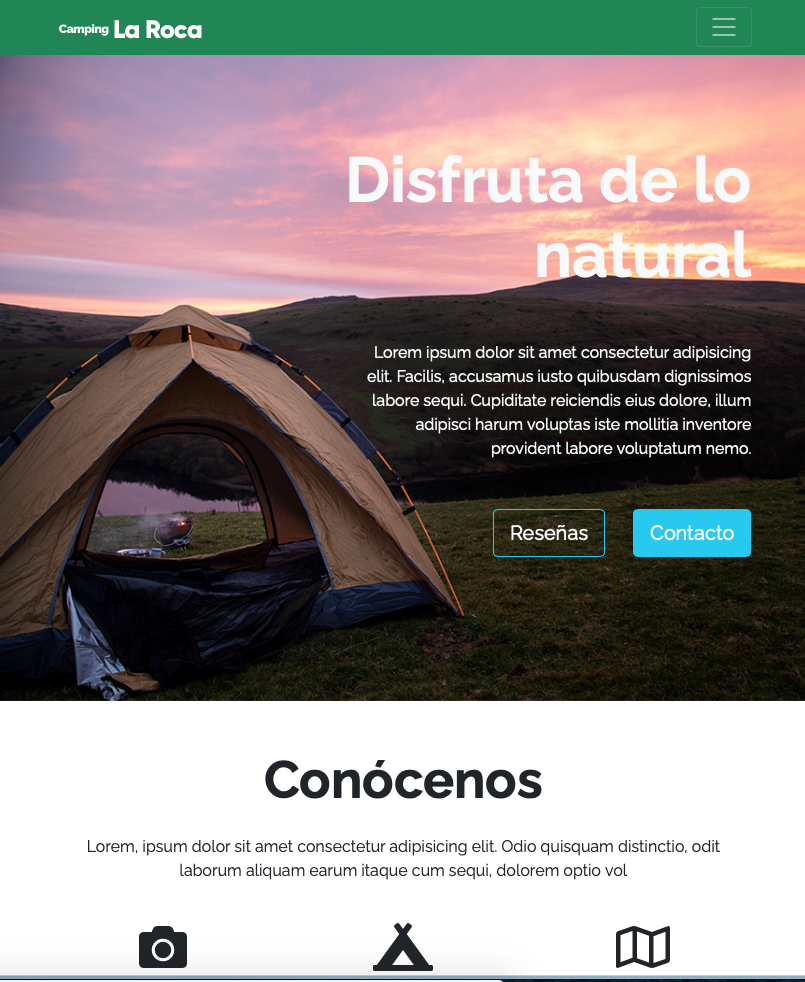 Camping La Roca
Disfruta de lo
natural
Lorem ipsum dolor sit amet consectetur adipisicing
elit. Facilis, accusamus iusto quibusdam dignissimos
labore sequi. Cupiditate reiciendis eius dolore, illum
adipisci harum voluptas iste mollitia inventore
provident labore voluptatum nemo.
Reseñas Contacto
Conócenos
Lorem, ipsum dolor sit amet consectetur adipisicing elit. Odio quisquam distinctio, odit
laborum aliquam earum itaque cum sequi, dolorem optio vol